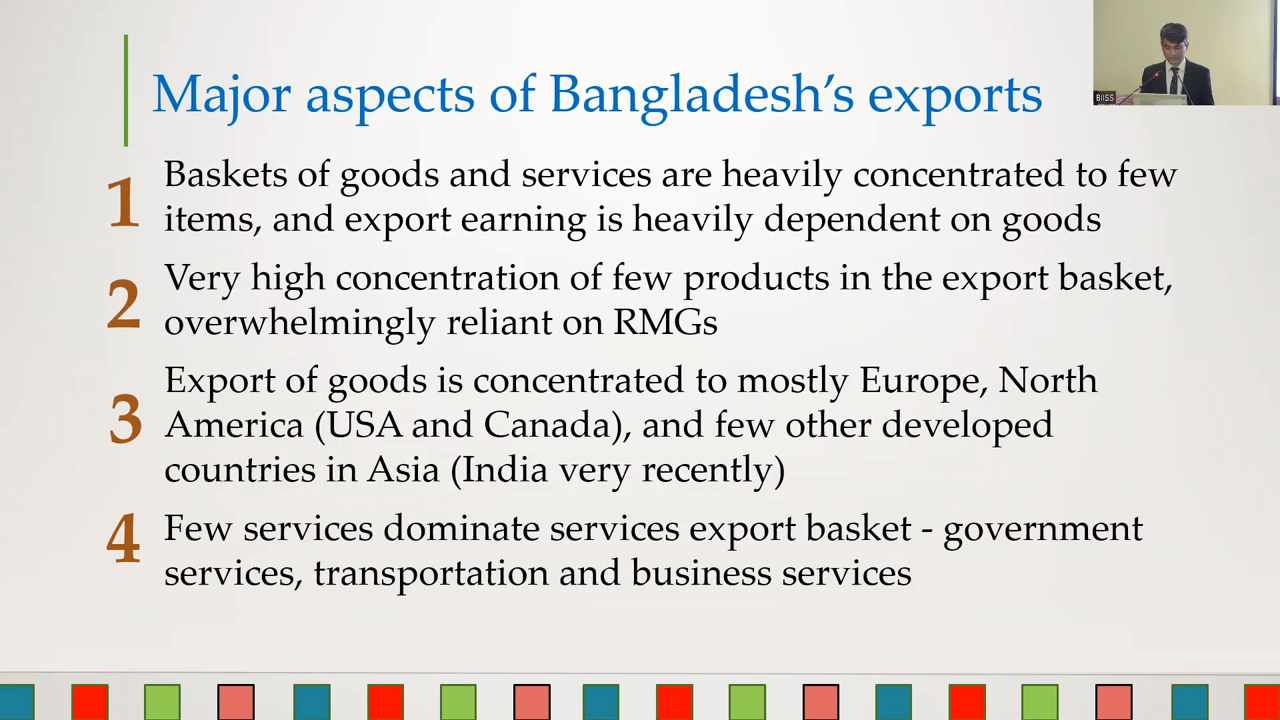 Major aspects of Bangladesh's exports
BIISS
1
Baskets of goods and services are heavily concentrated to few
items, and export earning is heavily dependent on goods
2
Very high concentration of few products in the export basket,
overwhelmingly reliant on RMGs
3
Export of goods is concentrated to mostly Europe, North
America (USA and Canada), and few other developed
countries in Asia (India very recently)
4
Few services dominate services export basket - government
services, transportation and business services